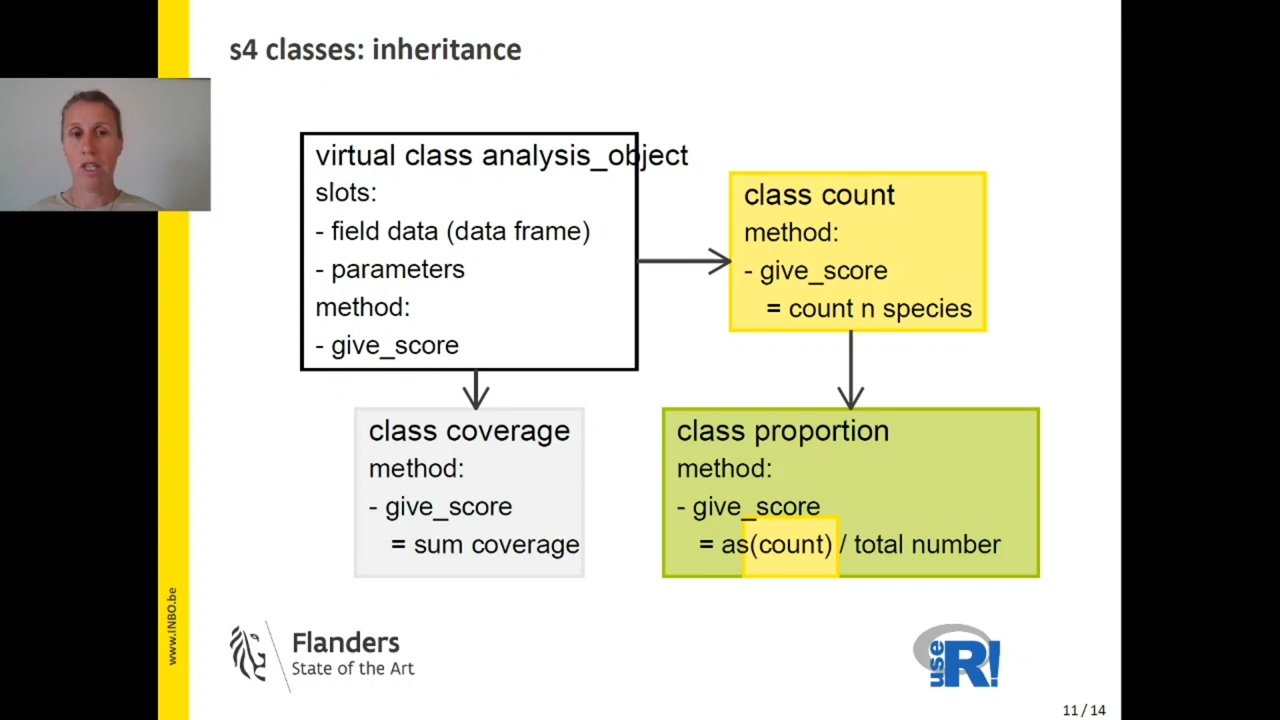 s4 classes: inheritance
virtual class analysis_object
slots:
- field data (data frame)
- parameters
method:
- give_score
class count
method:
- give_score
= count n species
class coverage
method:
- give_score
= sum coverage
class proportion
method:
- give_score
= as(count) / total number
www.INBO.be
Flanders
State of the Art
use R!
11 / 14